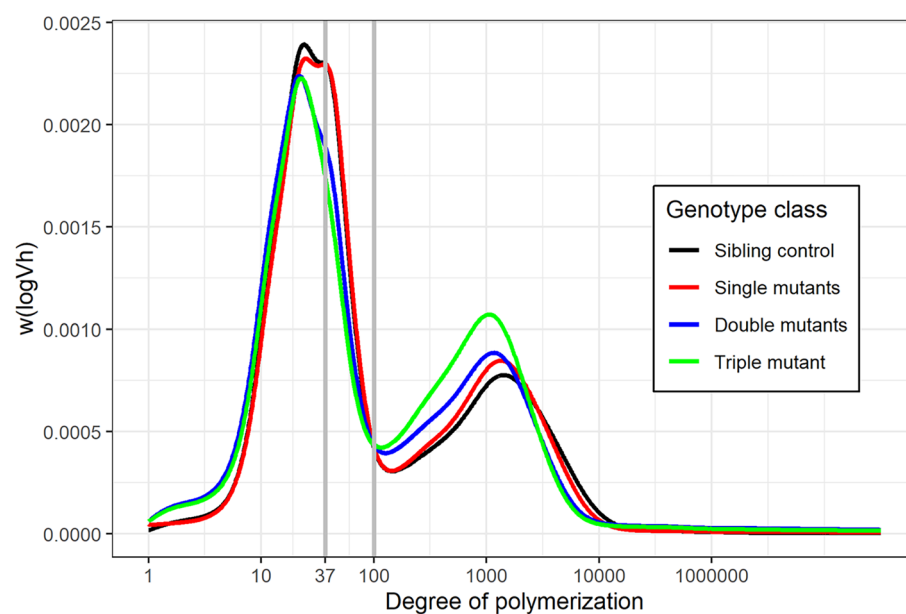 0.0025
0.0020
0.0015
0.0010
0.0005
0.0000
w(logVh)
1 10 37 100 1000 10000 1000000
Degree of polymerization
Genotype class
Sibling control
Single mutants
Double mutants
Triple mutant